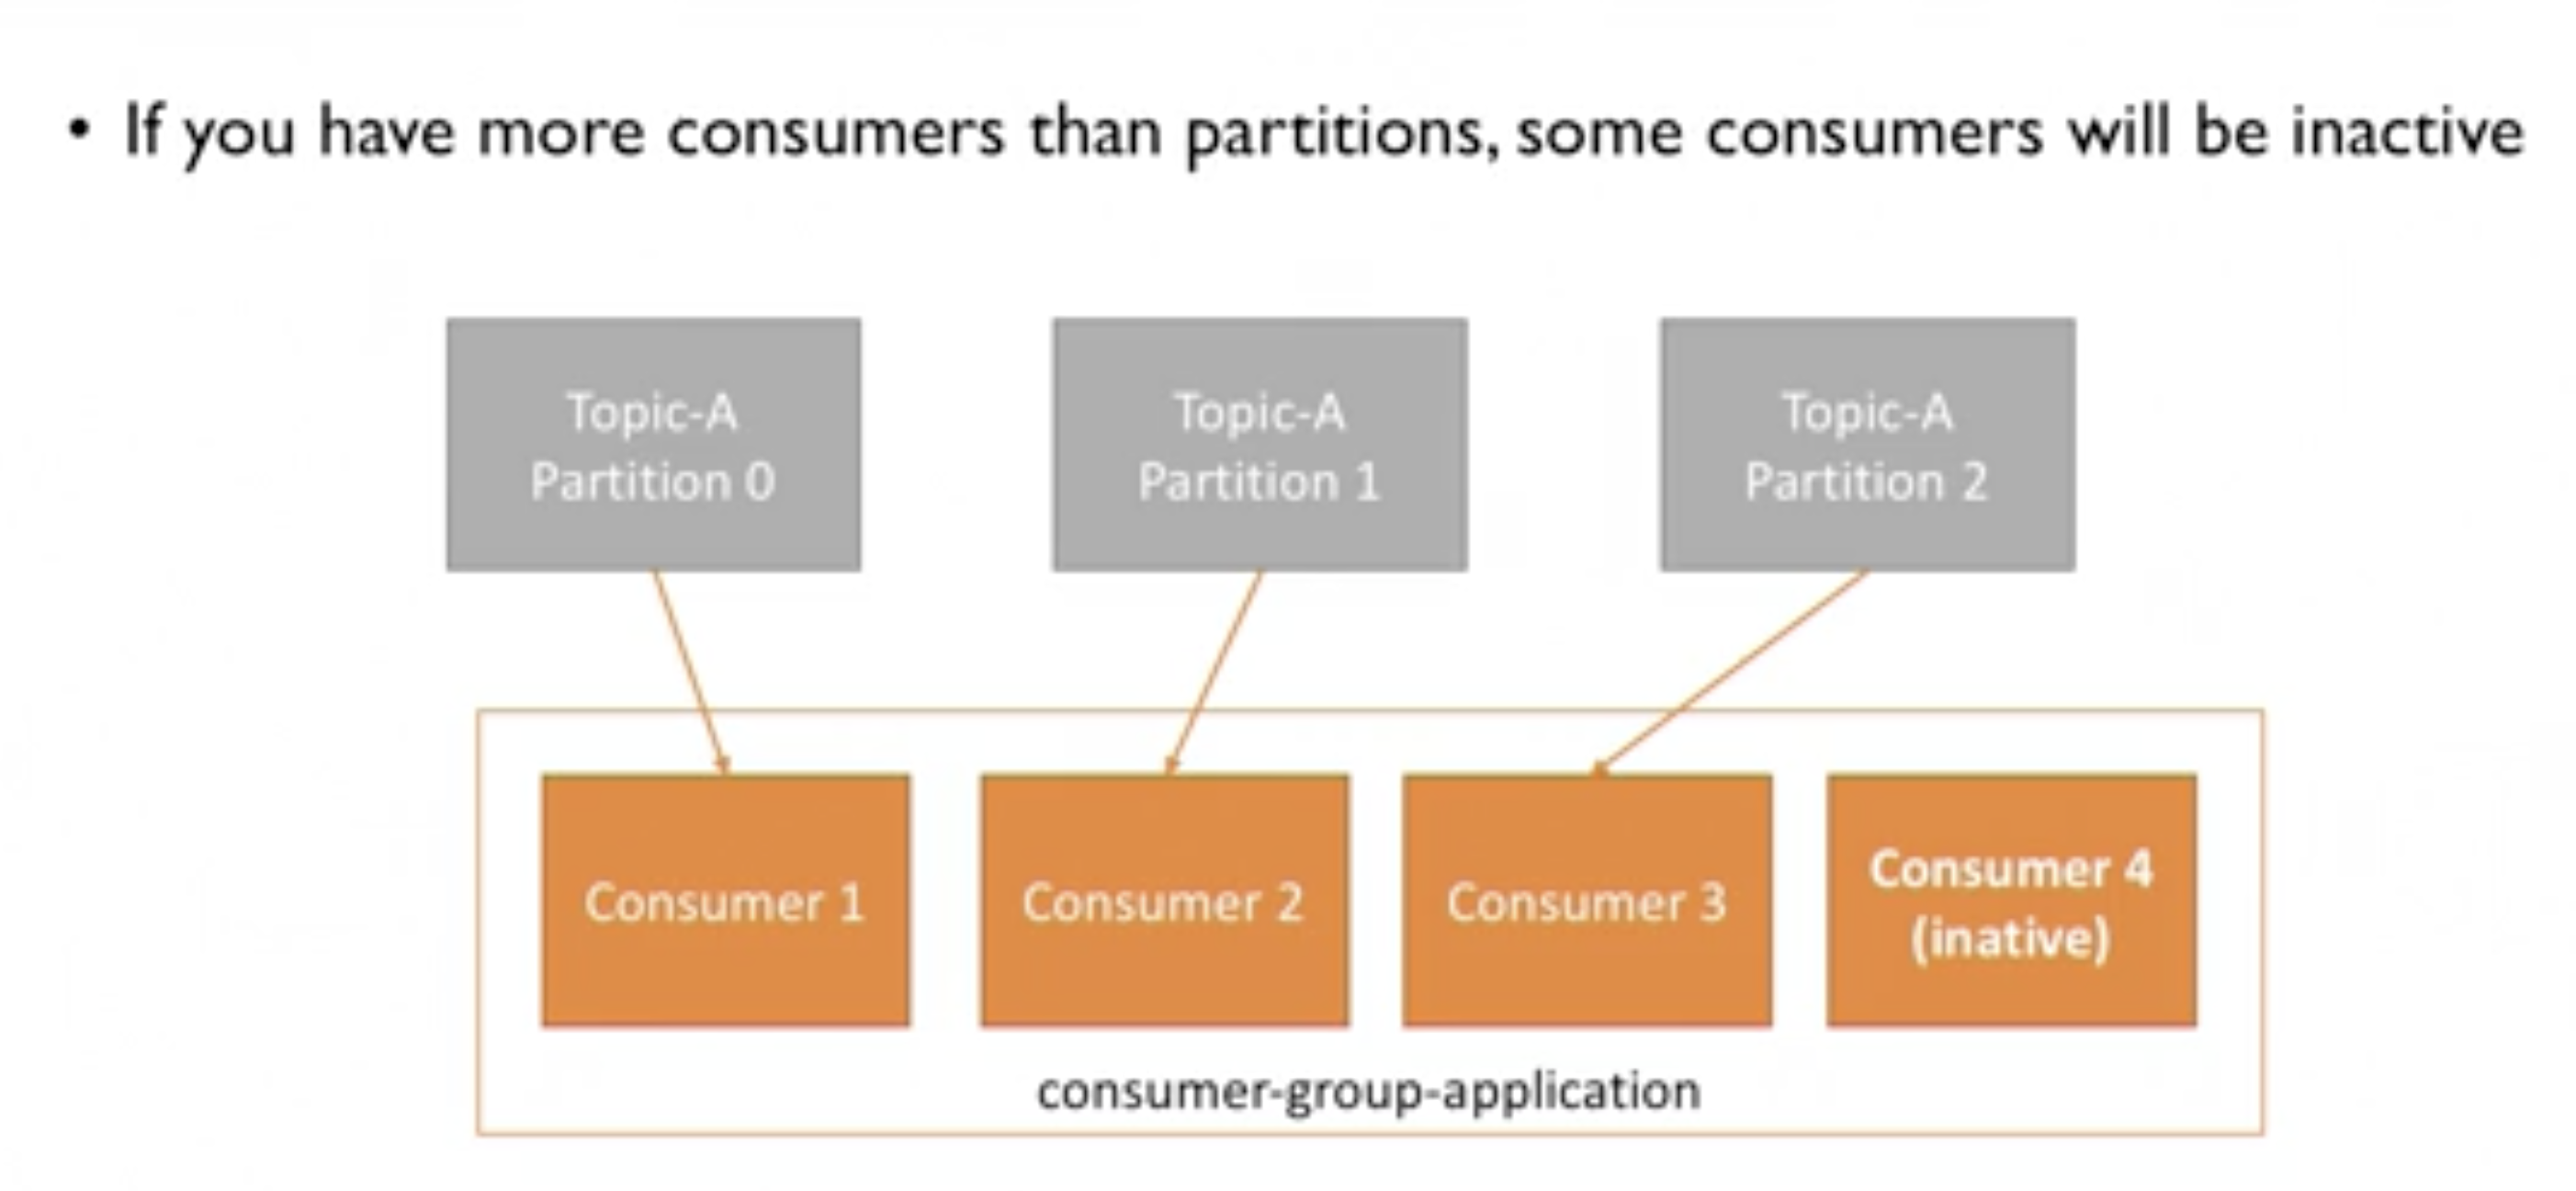 • If you have more consumers than partitions, some consumers will be inactive
Topic-A
Partition 0
Topic-A
Partition 1
Topic-A
Partition 2
Consumer 1
Consumer 2
Consumer 3
Consumer 4
(inative)
consumer-group-application